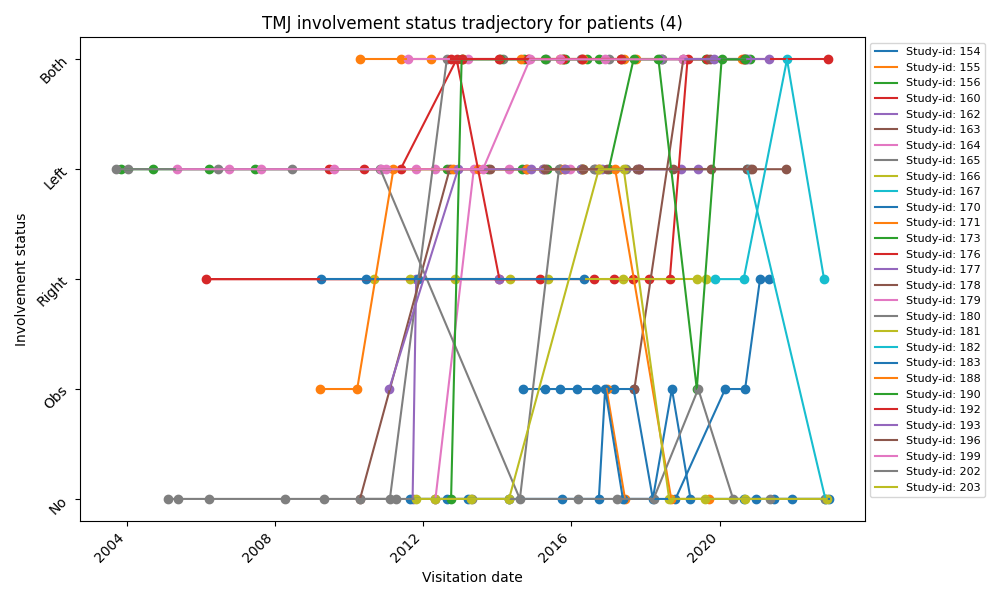 TMJ involvement status tradjectory for patients (4)
Both
Left
Right
Obs
No
Involvement status
2004
2008
2012
2016
2020
Visitation date
Study-id: 154
Study-id: 155
Study-id: 156
Study-id: 160
Study-id: 162
Study-id: 163
Study-id: 164
Study-id: 165
Study-id: 166
Study-id: 167
Study-id: 170
Study-id: 171
Study-id: 173
Study-id: 176
Study-id: 177
Study-id: 178
Study-id: 179
Study-id: 180
Study-id: 181
Study-id: 182
Study-id: 183
Study-id: 188
Study-id: 190
Study-id: 192
Study-id: 193
Study-id: 196
Study-id: 199
Study-id: 202
Study-id: 203